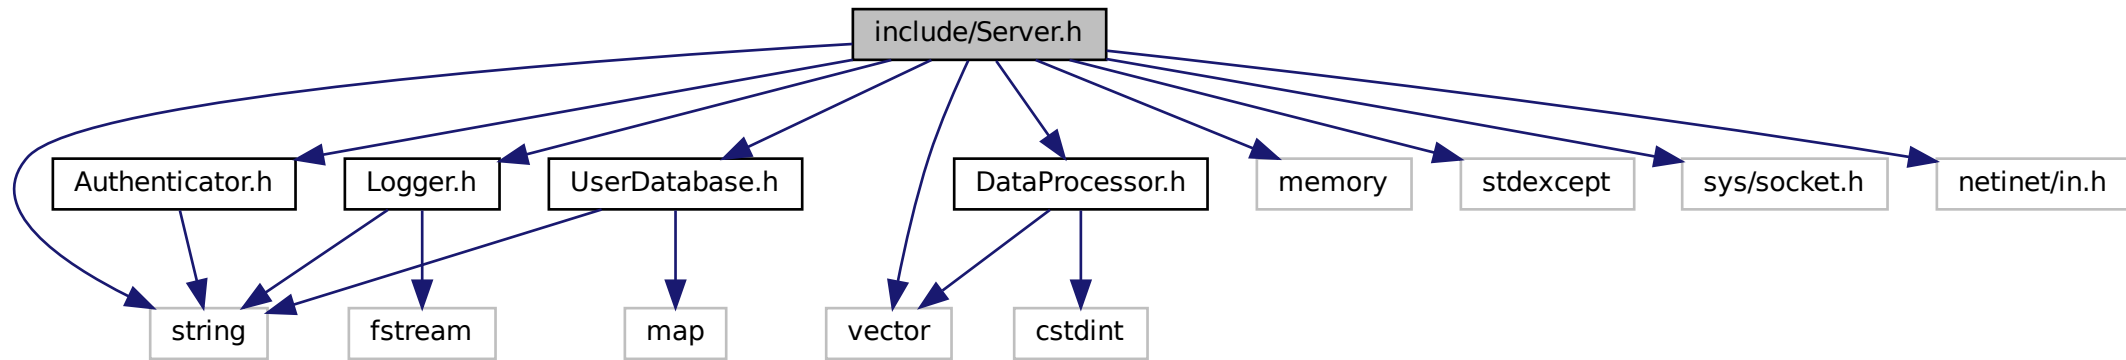 include/Server.h
Authenticator.h
Logger.h
UserDatabase.h
DataProcessor.h
memory
stdexcept
sys/socket.h
netinet/in.h
string
fstream
map
vector
cstdint